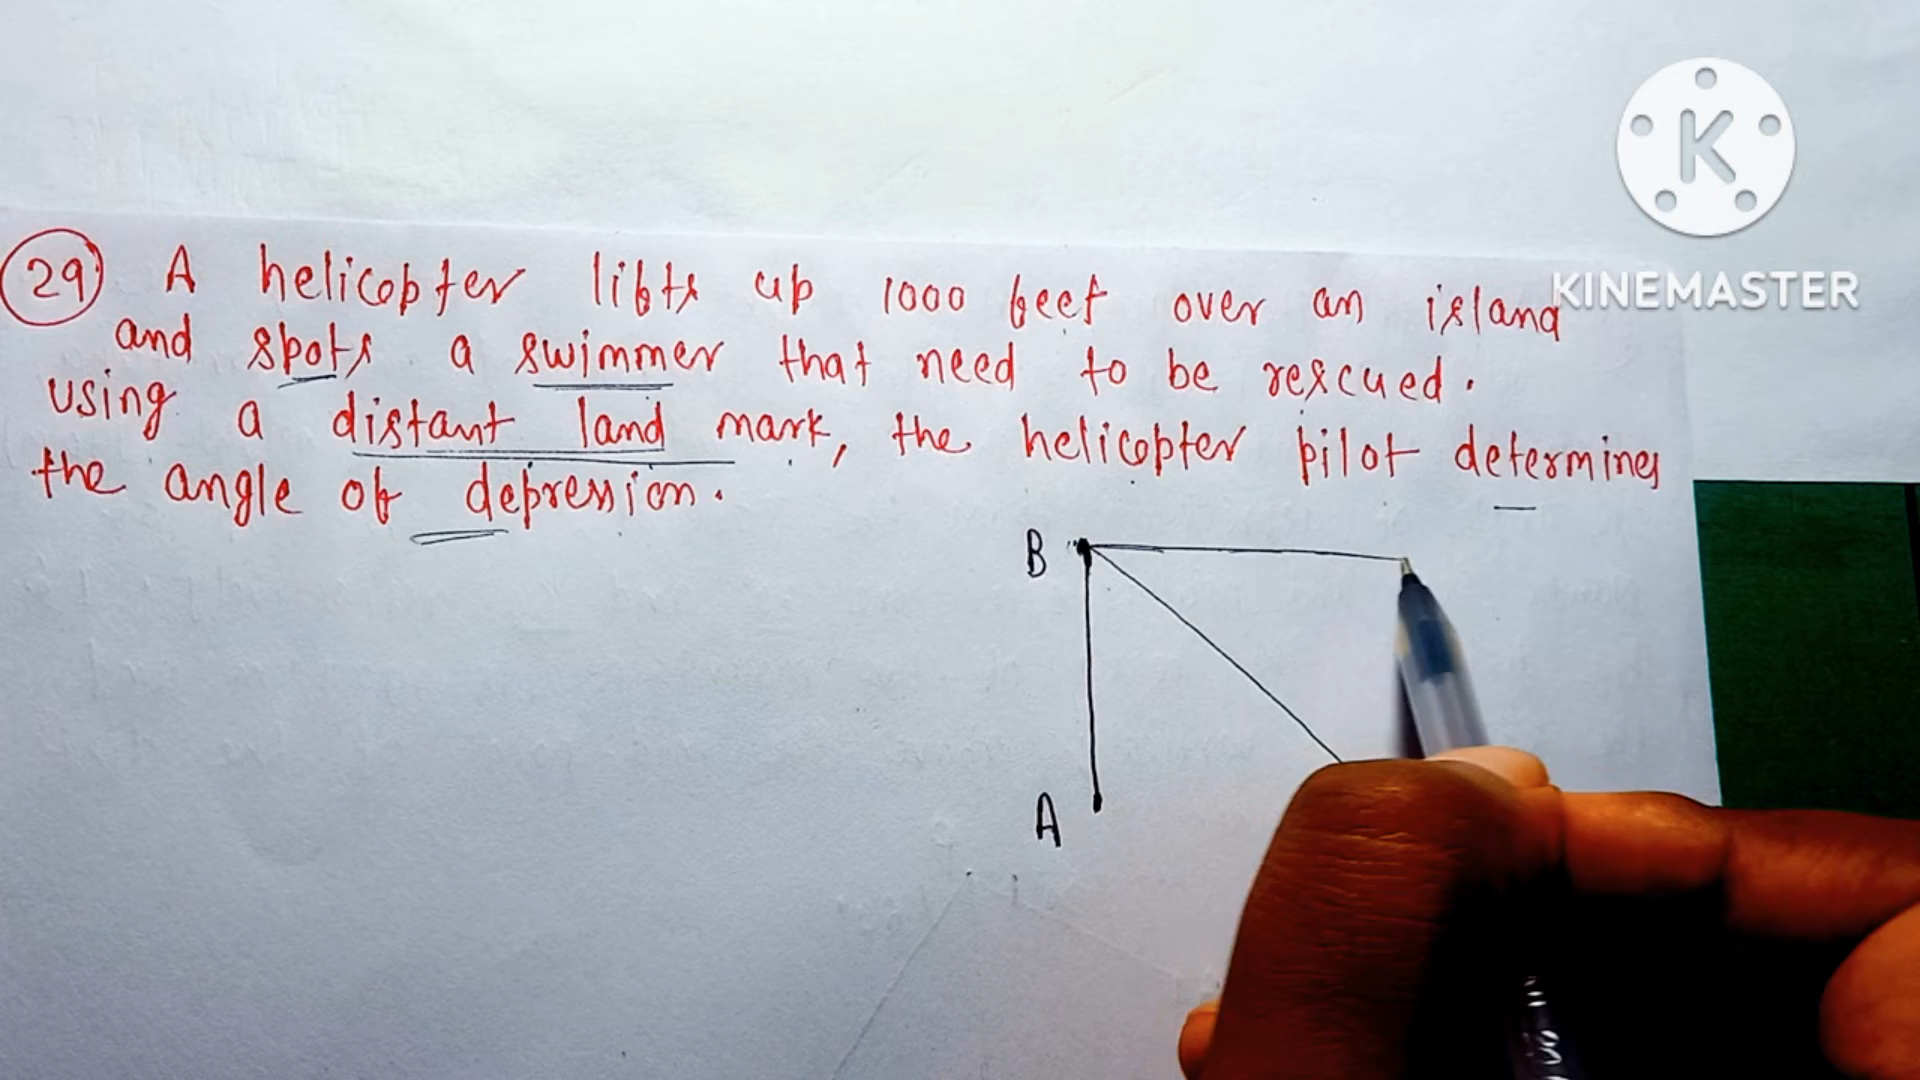 KINEMASTER
29 A helicopter lifts up 1000 feet over an island
and spots a swimmer that need to be rescued.
using a distant land mark, the helicopter pilot determines
the angle of depression.
B
A